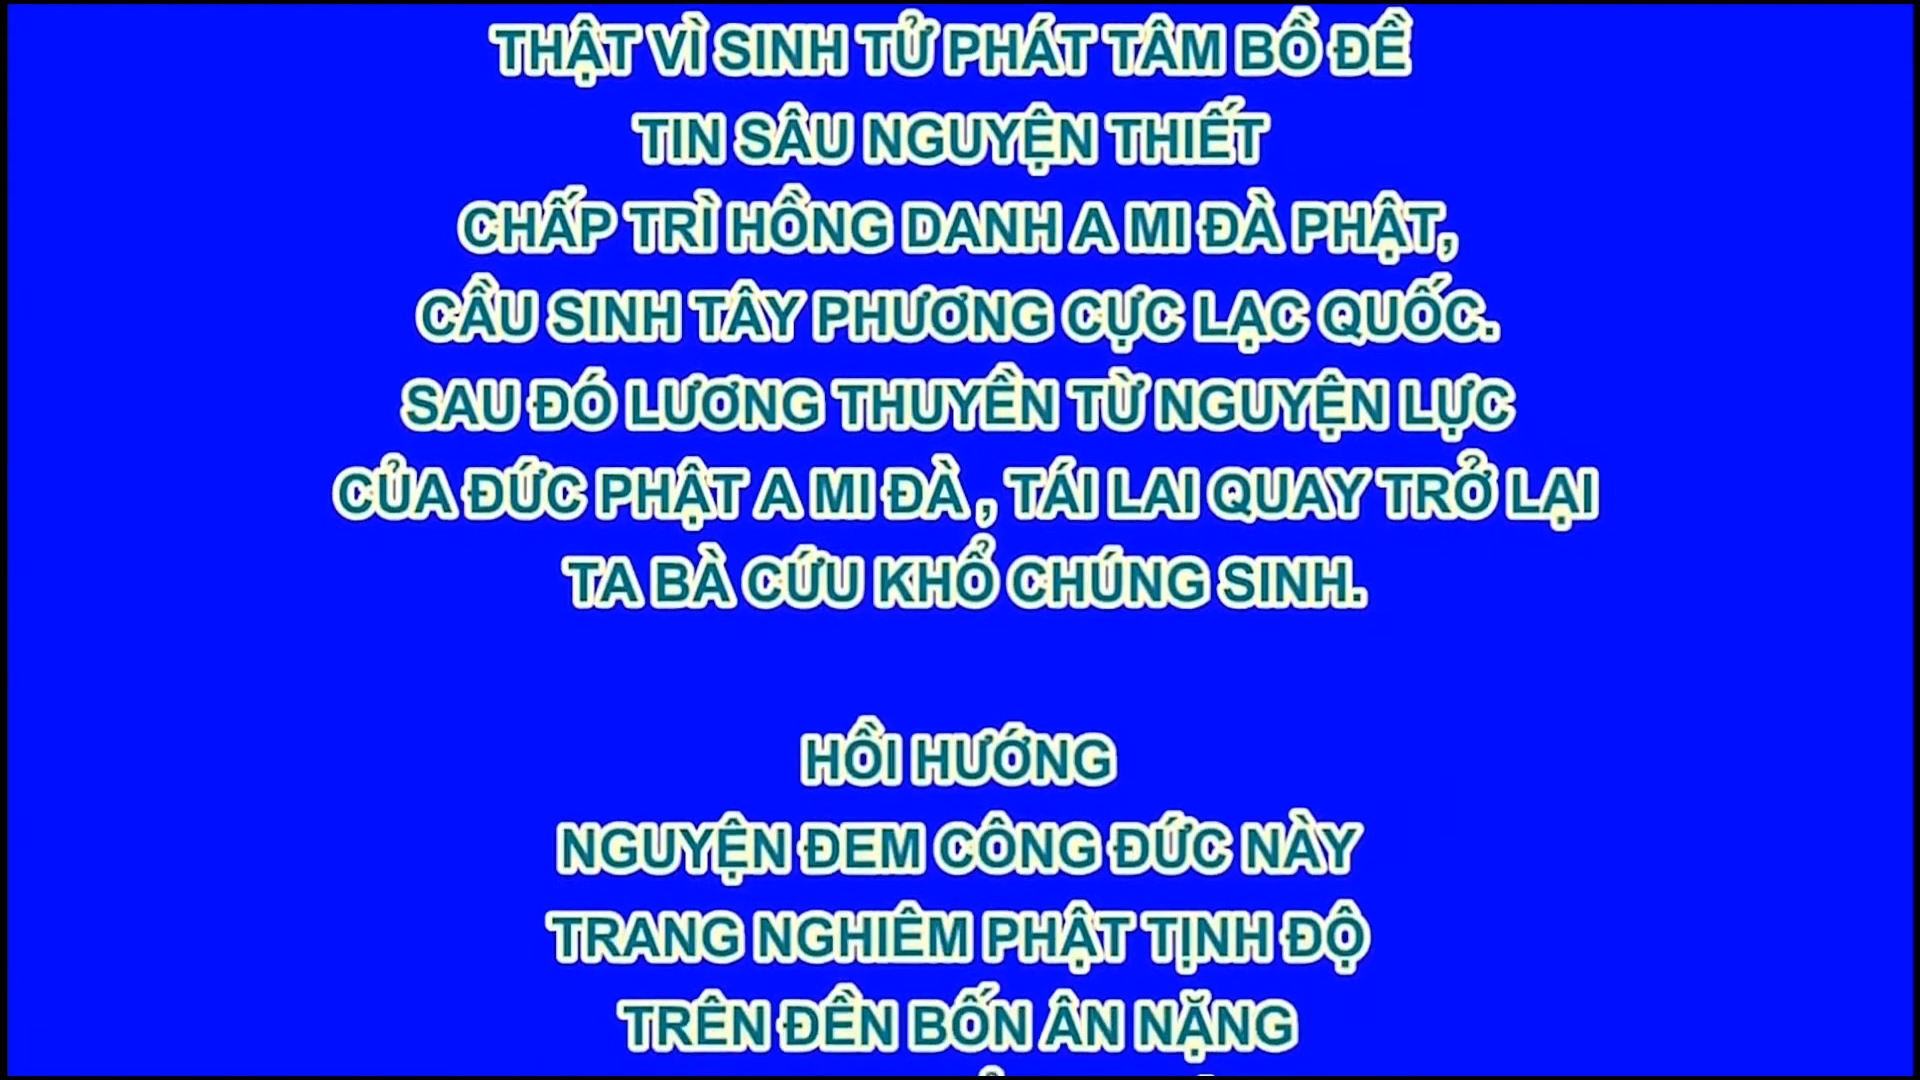 THẬT VÌ SINH TỬ PHÁT TÂM BỒ ĐỀ
TIN SÂU NGUYỆN THIẾT
CHẤP TRÌ HỒNG DANH A MI ĐÀ PHẬT,
CẦU SINH TÂY PHƯƠNG CỰC LẠC QUỐC.
SAU ĐÓ LƯƠNG THUYỀN TỪ NGUYỆN LỰC
CỦA ĐỨC PHẬT A MI ĐÀ , TÁI LAI QUAY TRỞ LẠI
TA BÀ CỨU KHỔ CHÚNG SINH.
HỒI HƯỚNG
NGUYỆN ĐEM CÔNG ĐỨC NÀY
TRANG NGHIÊM PHẬT TỊNH ĐỘ
TRÊN ĐỀN BỐN ÂN NẶNG